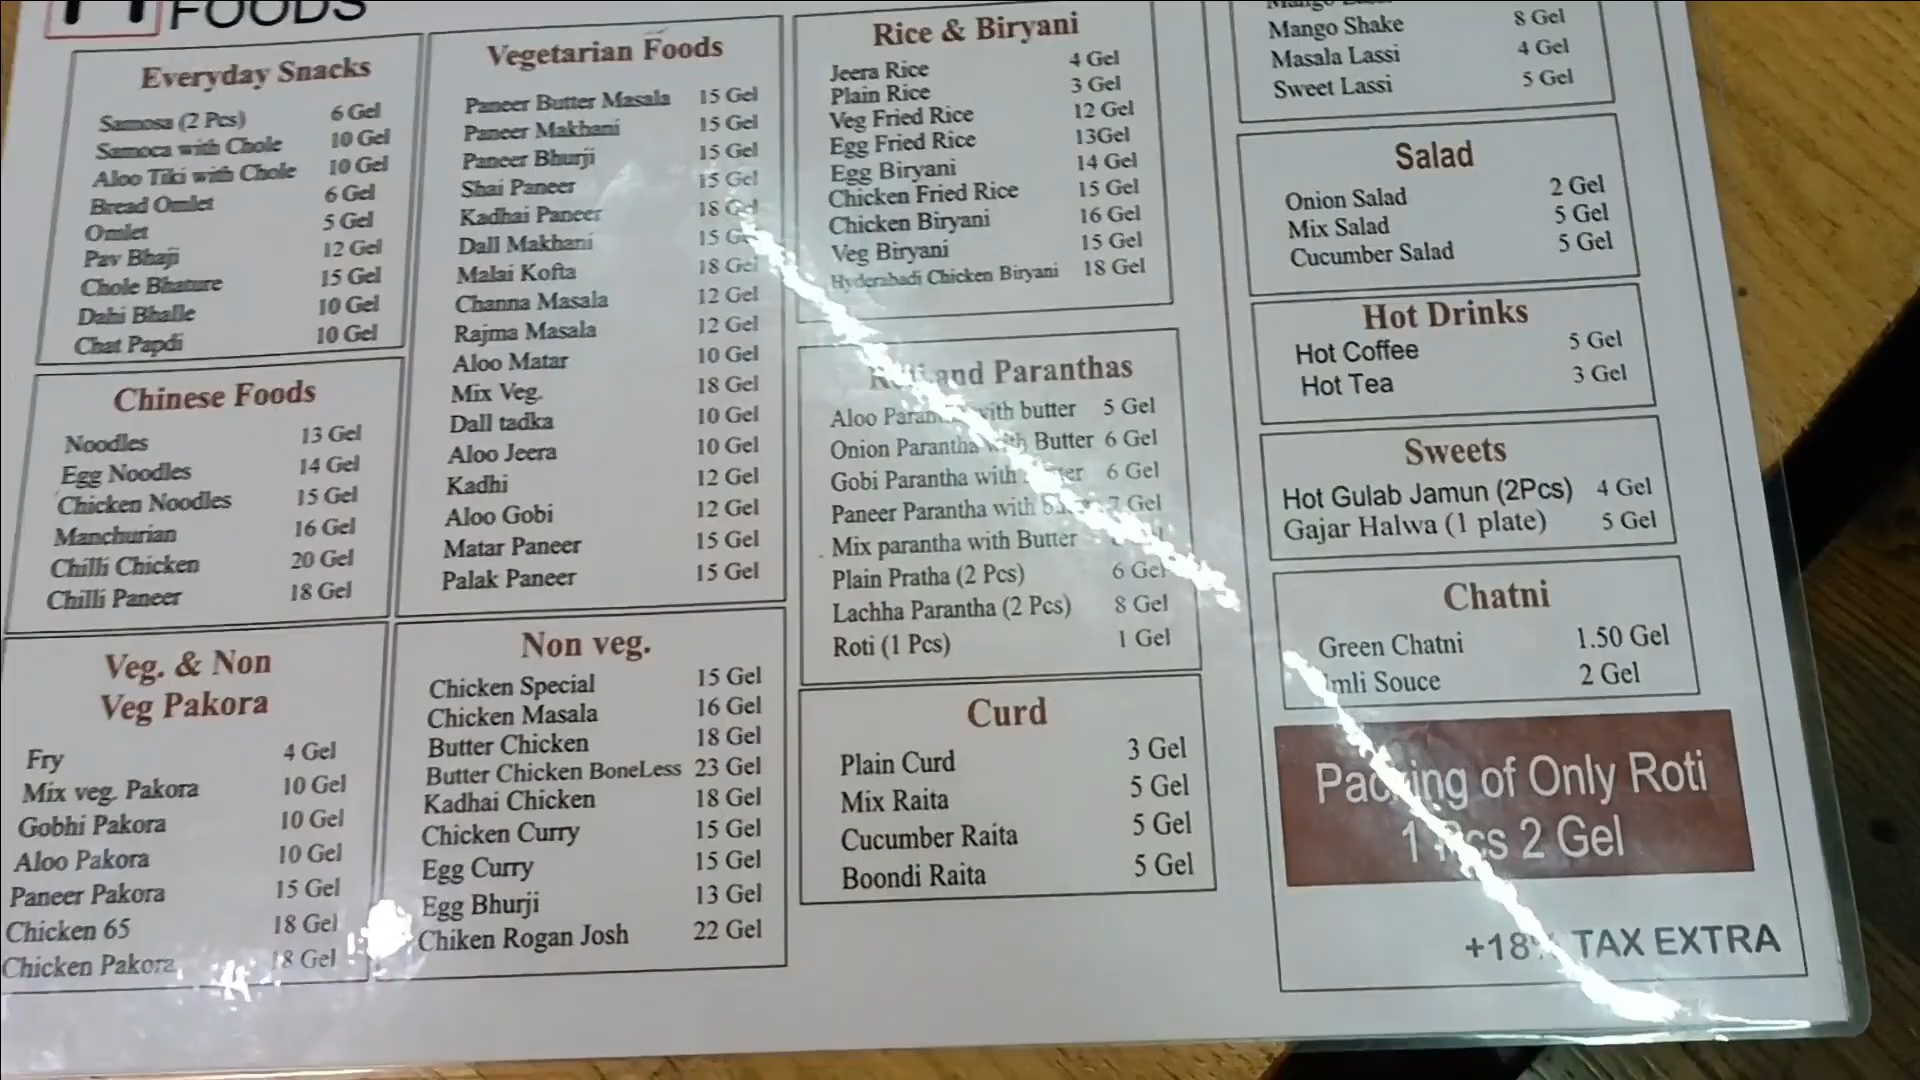 FOODS
Everyday Snacks
Samosa (2 Pcs) 6 Gel
Samoca with Chole 10 Gel
Aloo Tiki with Chole 10 Gel
Bread Omlet 6 Gel
Omlet 5 Gel
Pav Bhaji 12 Gel
Chole Bhature 15 Gel
Dahi Bhalle 10 Gel
Chat Papdi 10 Gel
Chinese Foods
Noodles 13 Gel
Egg Noodles 14 Gel
Chicken Noodles 15 Gel
Manchurian 16 Gel
Chilli Chicken 20 Gel
Chilli Paneer 18 Gel
Veg. & Non
Veg Pakora
Fry 4 Gel
Mix veg. Pakora 10 Gel
Gobhi Pakora 10 Gel
Aloo Pakora 10 Gel
Paneer Pakora 15 Gel
Chicken 65 18 Gel
Chicken Pakora 18 Gel
Vegetarian Foods
Paneer Butter Masala 15 Gel
Paneer Makhani 15 Gel
Paneer Bhurji 15 Gel
Shai Paneer 15 Gel
Kadhai Paneer 18 Gel
Dall Makhani 15 Gel
Malai Kofta 18 Gel
Channa Masala 12 Gel
Rajma Masala 12 Gel
Aloo Matar 10 Gel
Mix Veg. 18 Gel
Dall tadka 10 Gel
Aloo Jeera 10 Gel
Kadhi 12 Gel
Aloo Gobi 12 Gel
Matar Paneer 15 Gel
Palak Paneer 15 Gel
Non veg.
Chicken Special 15 Gel
Chicken Masala 16 Gel
Butter Chicken 18 Gel
Butter Chicken BoneLess 23 Gel
Kadhai Chicken 18 Gel
Chicken Curry 15 Gel
Egg Curry 15 Gel
Egg Bhurji 13 Gel
Chiken Rogan Josh 22 Gel
Rice & Biryani
Jeera Rice 4 Gel
Plain Rice 3 Gel
Veg Fried Rice 12 Gel
Egg Fried Rice 13Gel
Egg Biryani 14 Gel
Chicken Fried Rice 15 Gel
Chicken Biryani 16 Gel
Veg Biryani 15 Gel
Hyderabadi Chicken Biryani 18 Gel
Roti and Paranthas
Aloo Parantha with butter 5 Gel
Onion Parantha with Butter 6 Gel
Gobi Parantha with Butter 6 Gel
Paneer Parantha with 7 Gel
Mix parantha with Butter
Plain Pratha (2 Pcs) 6 Gel
Lachha Parantha (2 Pcs) 8 Gel
Roti (1 Pcs) 1 Gel
Curd
Plain Curd 3 Gel
Mix Raita 5 Gel
Cucumber Raita 5 Gel
Boondi Raita 5 Gel
Mango Shake 8 Gel
Masala Lassi 4 Gel
Sweet Lassi 5 Gel
Salad
Onion Salad 2 Gel
Mix Salad 5 Gel
Cucumber Salad 5 Gel
Hot Drinks
Hot Coffee 5 Gel
Hot Tea 3 Gel
Sweets
Hot Gulab Jamun (2Pcs) 4 Gel
Gajar Halwa (1 plate) 5 Gel
Chatni
Green Chatni 1.50 Gel
Imli Souce 2 Gel
Packing of Only Roti
1 Pcs 2 Gel
+18% TAX EXTRA